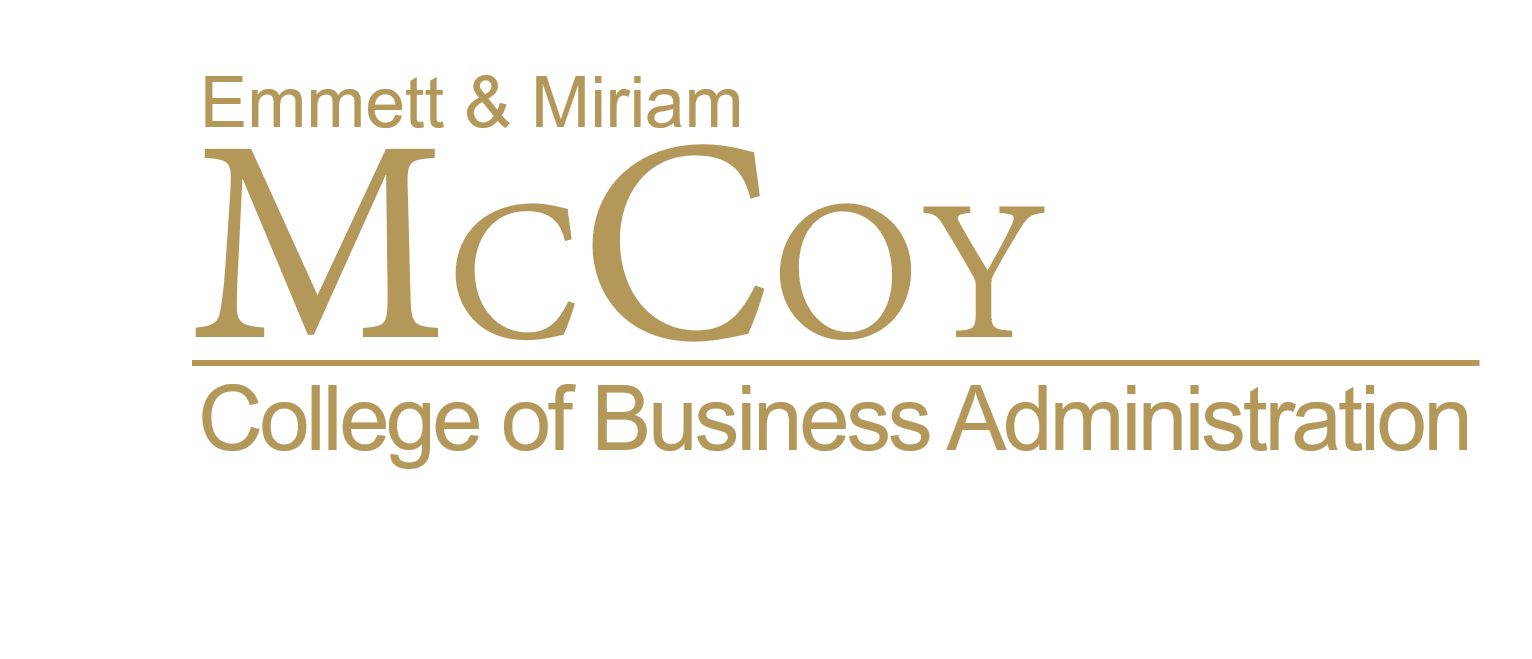 Emmett & Miriam
McCoy
College of Business Administration